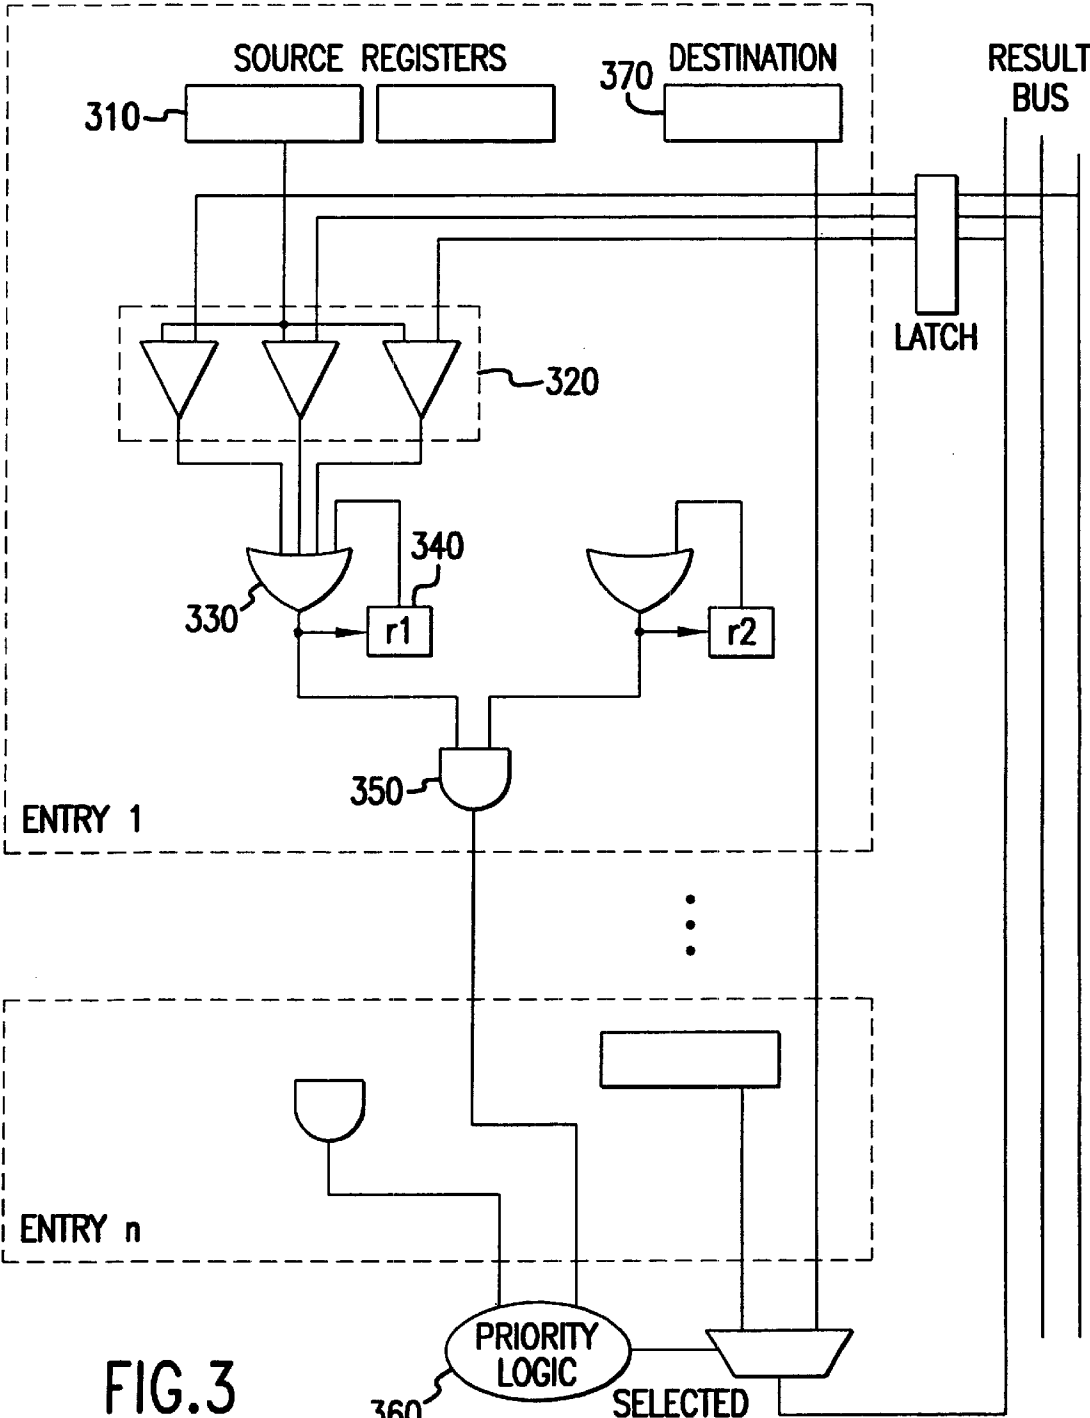 SOURCE REGISTERS
DESTINATION
RESULT
BUS
310
370
LATCH
320
340
330
r1
r2
350
ENTRY 1
ENTRY n
PRIORITY
LOGIC
360
SELECTED
FIG.3